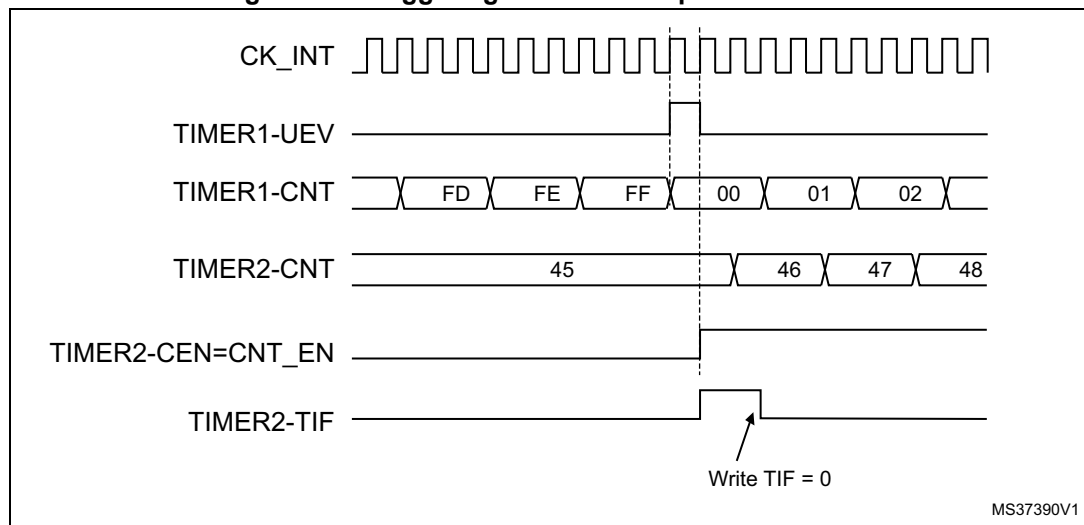 CK_INT
TIMER1-UEV
TIMER1-CNT FD FE FF 00 01 02
TIMER2-CNT 45 46 47 48
TIMER2-CEN=CNT_EN
TIMER2-TIF
Write TIF = 0
MS37390V1